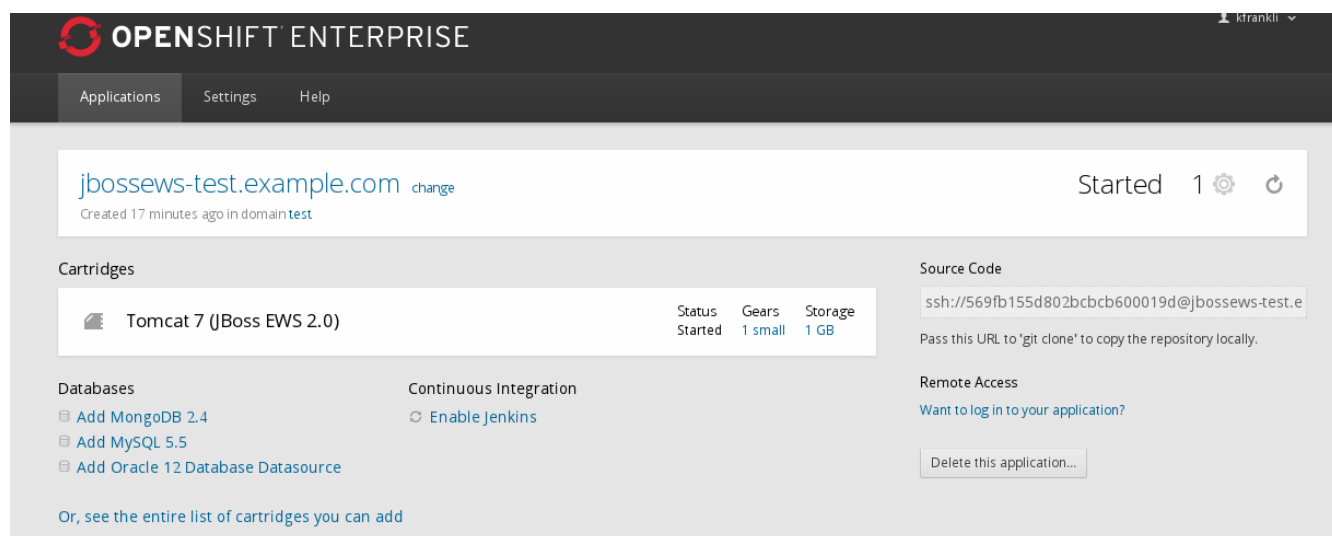 kfrankli
OPENSHIFT ENTERPRISE
Applications Settings Help
jbossews-test.example.com change
Started 1
Created 17 minutes ago in domain test
Cartridges
Tomcat 7 (JBoss EWS 2.0)
Status Gears Storage
Started 1 small 1 GB
Source Code
ssh://569fb155d802bcbcb600019d@jbossews-test.e
Pass this URL to 'git clone' to copy the repository locally.
Databases
Add MongoDB 2.4
Add MySQL 5.5
Add Oracle 12 Database Datasource
Continuous Integration
Enable Jenkins
Remote Access
Want to log in to your application?
Delete this application...
Or, see the entire list of cartridges you can add